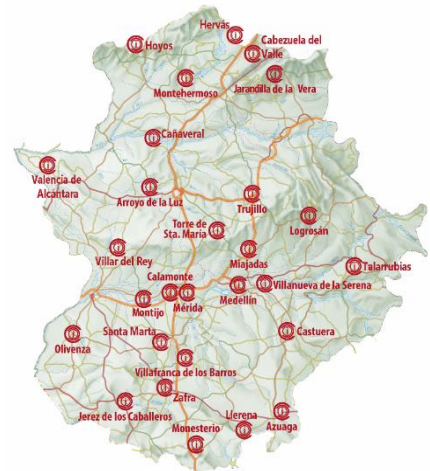 Hervás
Hoyos
Cabezuela del
Valle
Montehermoso
Jarandilla de la Vera
Cañaveral
Valencia de
Alcantara
Arroyo de la Luz
Trujillo
Torre de
Sta. María
Logrosán
Villar del Rey
Miajadas
Talarrubias
Calamonte
Montijo
Mérida
Medellín
Villanueva de la Serena
Olivenza
Santa Marta
Castuera
Villafranca de los Barros
Zafra
Jerez de los Caballeros
Llerena
Azuaga
Monesterio